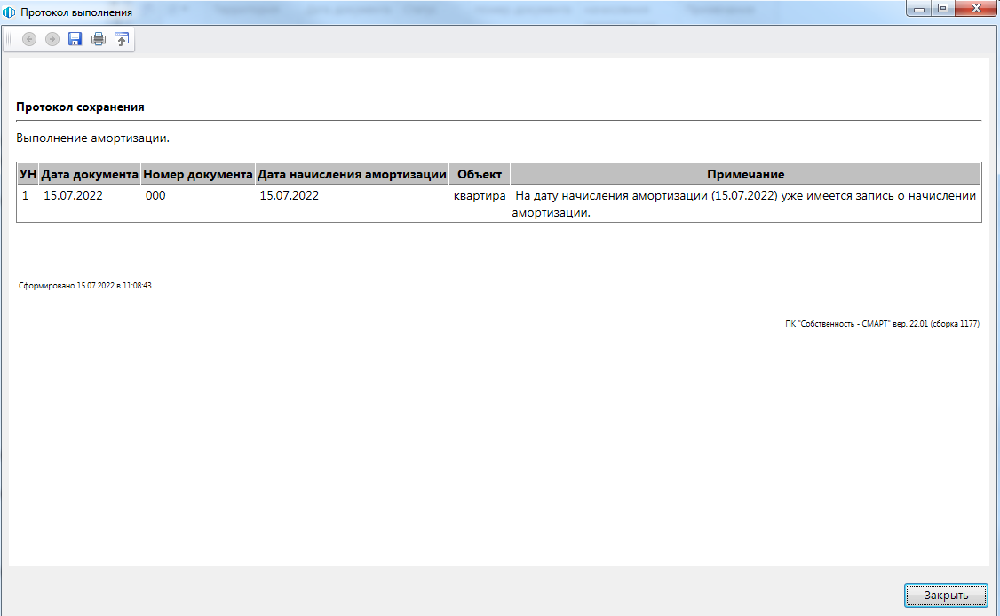 Протокол выполнения
Протокол сохранения
Выполнение амортизации.
УН Дата документа Номер документа Дата начисления амортизации Объект Примечание
1 15.07.2022 000 15.07.2022 квартира На дату начисления амортизации (15.07.2022) уже имеется запись о начислении
амортизации.
Сформировано 15.07.2022 в 11:08:43
ПК "Собственность - СМАРТ" вер. 22.01 (сборка 1177)
Закрыть